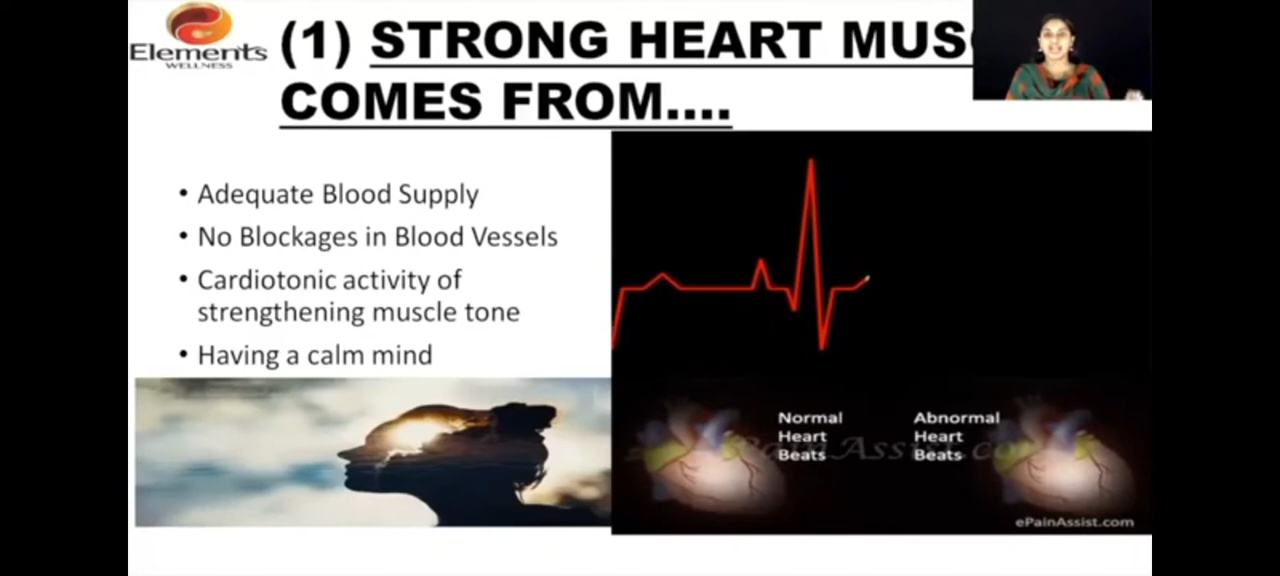 Elements
WELLNESS
(1) STRONG HEART MUS
COMES FROM....
• Adequate Blood Supply
• No Blockages in Blood Vessels
• Cardiotonic activity of
strengthening muscle tone
• Having a calm mind
Normal
Heart
Beats
Abnormal
Heart
Beats
ePainAssist.com